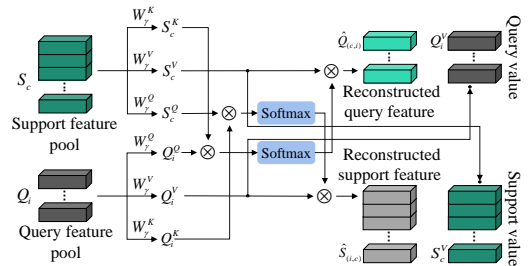 S_c
Support feature
pool
Q_i
Query feature
pool
W_γ^K
S_c^K
W_γ^V
S_c^V
W_γ^Q
S_c^Q
W_γ^Q
Q_i^Q
W_γ^V
Q_i^V
W_γ^K
Q_i^K
Softmax
Softmax
Q̂_(c,i)
Reconstructed
query feature
Q_i^V
Query value
Reconstructed
support feature
Ŝ_(i,c)
S_c^V
Support value